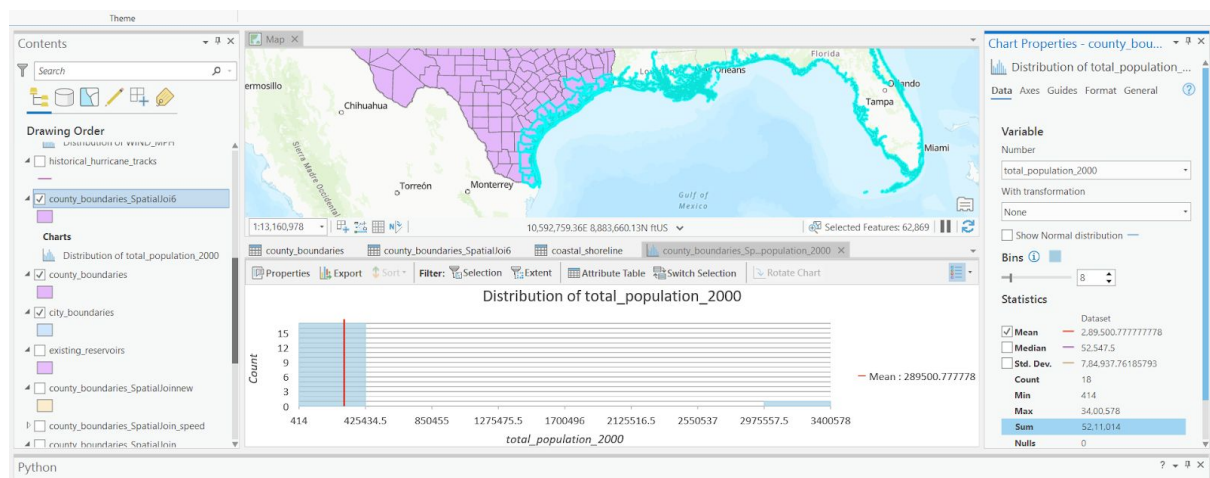 Theme
Contents
Search
Drawing Order
Distribution of WIND_MPH
historical_hurricane_tracks
county_boundaries_SpatialJoi6
Charts
Distribution of total_population_2000
county_boundaries
city_boundaries
existing_reservoirs
county_boundaries_SpatialJoinnew
county_boundaries_SpatialJoin_speed
county_boundaries_SpatialJoin
Map
ermosillo
Chihuahua
Sierra Madre Occidental
Torreón
Monterrey
Orleans
Florida
Orlando
Tampa
Miami
Gulf of
Mexico
1:13,160,978
10,592,759.36E 8,883,660.13N ftUS
Selected Features: 62,869
county_boundaries
county_boundaries_SpatialJoi6
coastal_shoreline
county_boundaries_Sp...population_2000
Properties
Export
Sort
Filter:
Selection
Extent
Attribute Table
Switch Selection
Rotate Chart
Distribution of total_population_2000
Count
15
12
9
6
3
0
414 425434.5 850455 1275475.5 1700496 2125516.5 2550537 2975557.5 3400578
total_population_2000
Mean : 289500.777778
Chart Properties - county_bou...
Distribution of total_population_...
Data Axes Guides Format General
Variable
Number
total_population_2000
With transformation
None
Show Normal distribution
Bins
8
Statistics
Dataset
Mean 2,89,500.777777778
Median 52,547.5
Std. Dev. 7,84,937.76185793
Count 18
Min 414
Max 34,00,578
Sum 52,11,014
Nulls 0
Python